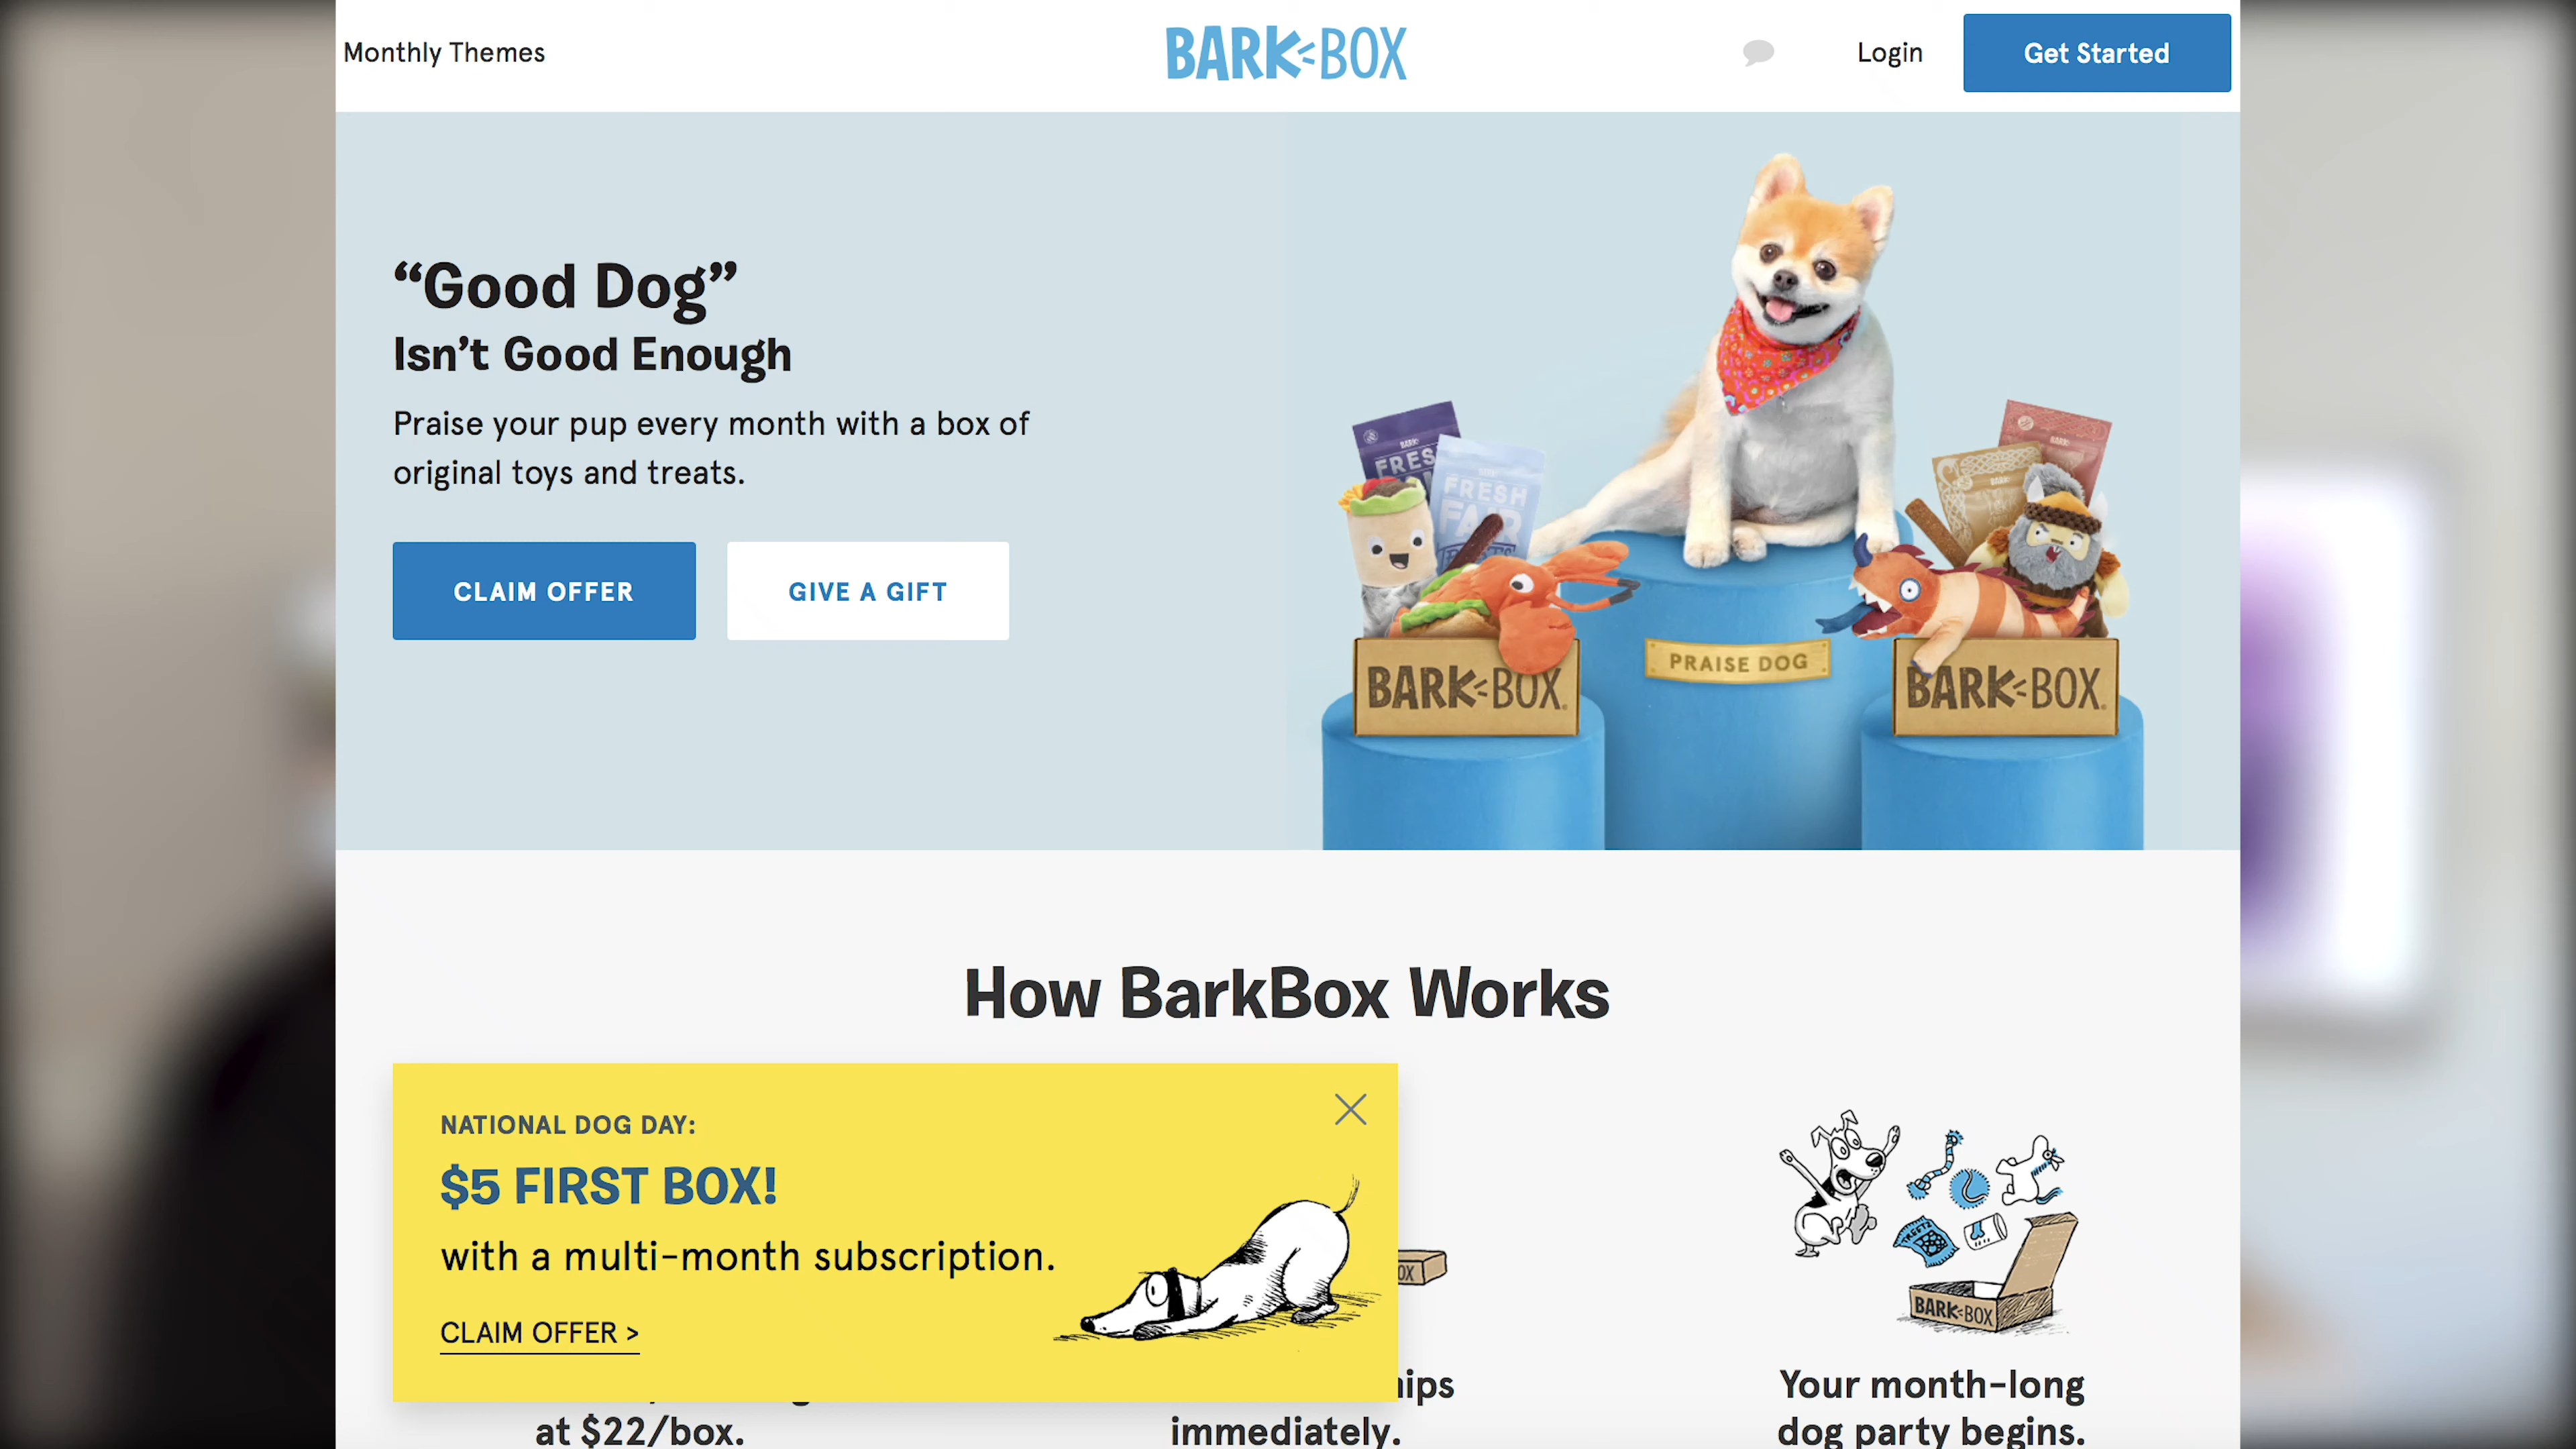 Monthly Themes
BARK BOX
Login
Get Started
“Good Dog”
Isn’t Good Enough
Praise your pup every month with a box of
original toys and treats.
CLAIM OFFER
GIVE A GIFT
FRESH
FAIR
PRAISE DOG
BARK BOX
BARK BOX
How BarkBox Works
NATIONAL DOG DAY:
$5 FIRST BOX!
with a multi-month subscription.
CLAIM OFFER >
BARK BOX
at $22/box.
immediately.
Your month-long
dog party begins.